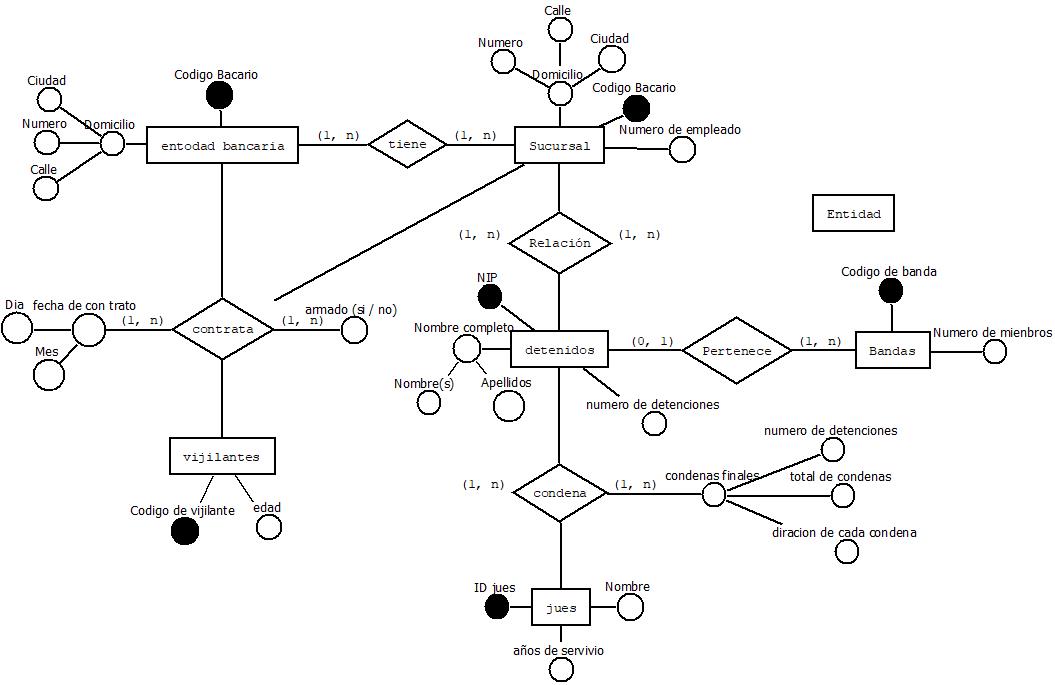 Calle
Numero
Ciudad
Domicilio
Codigo Bacario
Ciudad
Codigo Bacario
Numero
Domicilio
Numero de empleado
entodad bancaria
(1, n)
tiene
(1, n)
Sucursal
Calle
Entidad
(1, n)
Relación
(1, n)
NIP
Codigo de banda
Dia
fecha de con trato
armado (si / no)
(1, n)
contrata
(1, n)
Nombre completo
Numero de mienbros
Mes
detenidos
(0, 1)
Pertenece
(1, n)
Bandas
Nombre(s)
Apellidos
numero de detenciones
numero de detenciones
vijilantes
condenas finales
total de condenas
(1, n)
condena
(1, n)
Codigo de vijilante
edad
diracion de cada condena
ID jues
Nombre
jues
años de servivio